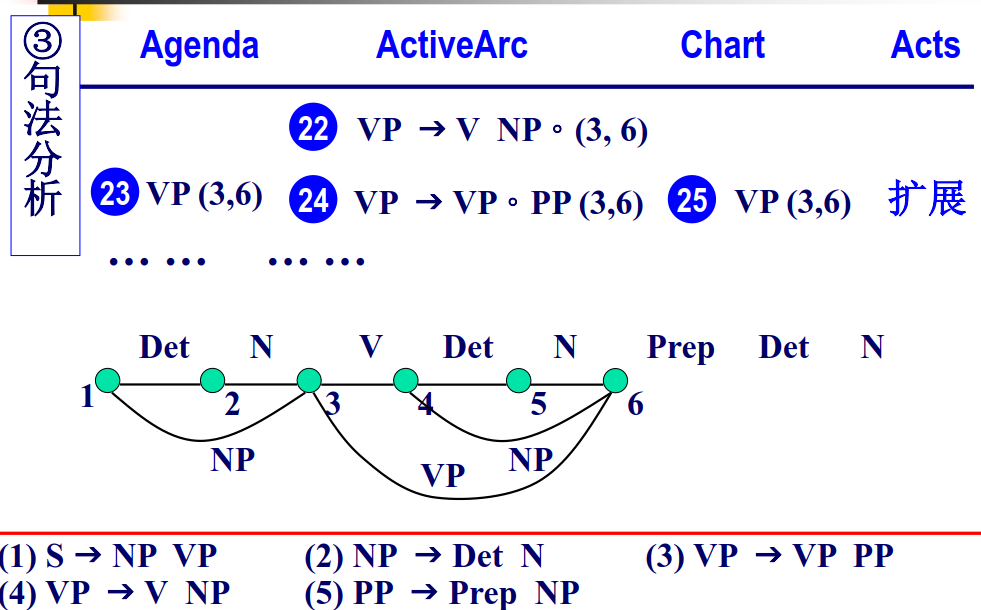 ③句法分析
Agenda ActiveArc Chart Acts
22 VP → V NP ∘ (3, 6)
23 VP (3,6) 24 VP → VP ∘ PP (3,6) 25 VP (3,6) 扩展
… … … …
Det N V Det N Prep Det N
1 2 3 4 5 6
NP VP NP
(1) S → NP VP (2) NP → Det N (3) VP → VP PP
(4) VP → V NP (5) PP → Prep NP